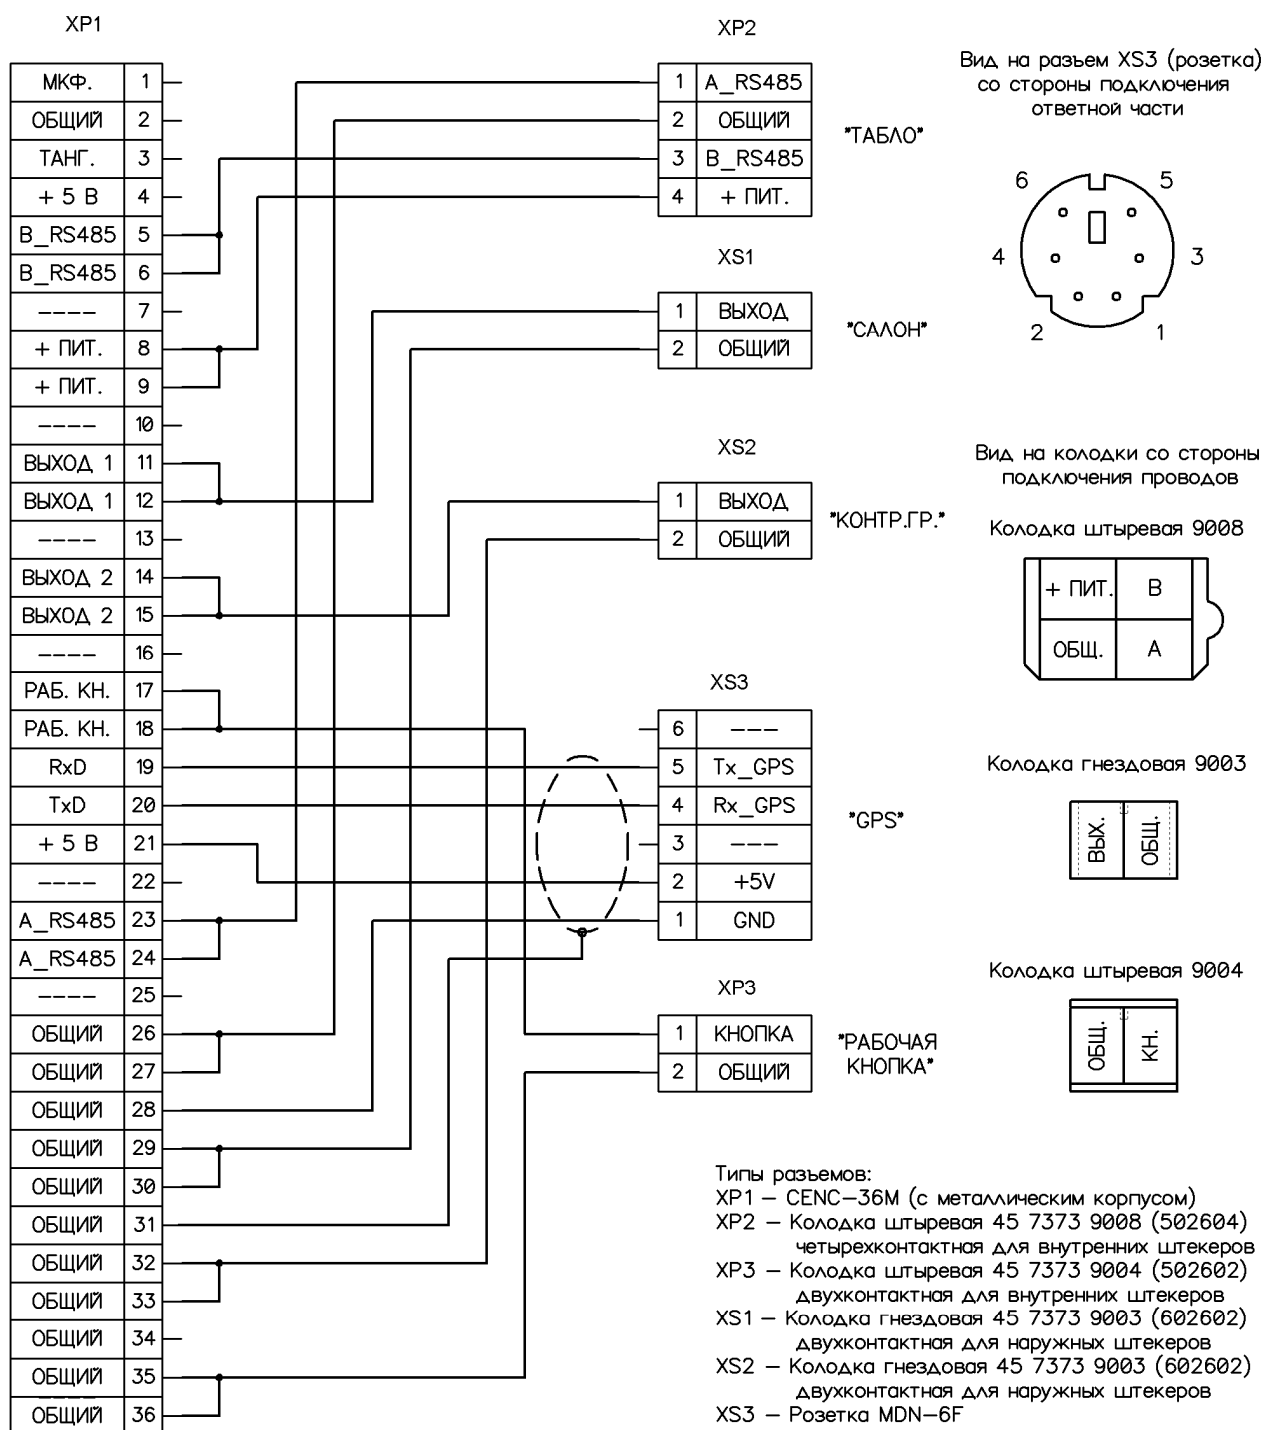 XP1
МКФ. 1
ОБЩИЙ 2
ТАНГ. 3
+ 5 В 4
B_RS485 5
B_RS485 6
---- 7
+ ПИТ. 8
+ ПИТ. 9
---- 10
ВЫХОД 1 11
ВЫХОД 1 12
---- 13
ВЫХОД 2 14
ВЫХОД 2 15
---- 16
РАБ. КН. 17
РАБ. КН. 18
RxD 19
TxD 20
+ 5 В 21
---- 22
A_RS485 23
A_RS485 24
---- 25
ОБЩИЙ 26
ОБЩИЙ 27
ОБЩИЙ 28
ОБЩИЙ 29
ОБЩИЙ 30
ОБЩИЙ 31
ОБЩИЙ 32
ОБЩИЙ 33
ОБЩИЙ 34
ОБЩИЙ 35
ОБЩИЙ 36
XP2
1 A_RS485
2 ОБЩИЙ
3 B_RS485
4 + ПИТ.
"ТАБЛО"
XS1
1 ВЫХОД
2 ОБЩИЙ
"САЛОН"
XS2
1 ВЫХОД
2 ОБЩИЙ
"КОНТР.ГР."
XS3
6 ---
5 Tx_GPS
4 Rx_GPS
3 ---
2 +5V
1 GND
"GPS"
XP3
1 КНОПКА
2 ОБЩИЙ
"РАБОЧАЯ
КНОПКА"
Вид на разъем XS3 (розетка)
со стороны подключения
ответной части
6 5
4 3
2 1
Вид на колодки со стороны
подключения проводов
Колодка штыревая 9008
+ ПИТ. В
ОБЩ. А
Колодка гнездовая 9003
ВЫХ. ОБЩ.
Колодка штыревая 9004
ОБЩ. КН.
Типы разъемов:
XP1 – CENC–36M (с металлическим корпусом)
XP2 – Колодка штыревая 45 7373 9008 (502604)
четырехконтактная для внутренних штекеров
XP3 – Колодка штыревая 45 7373 9004 (502602)
двухконтактная для внутренних штекеров
XS1 – Колодка гнездовая 45 7373 9003 (602602)
двухконтактная для наружных штекеров
XS2 – Колодка гнездовая 45 7373 9003 (602602)
двухконтактная для наружных штекеров
XS3 – Розетка MDN–6F